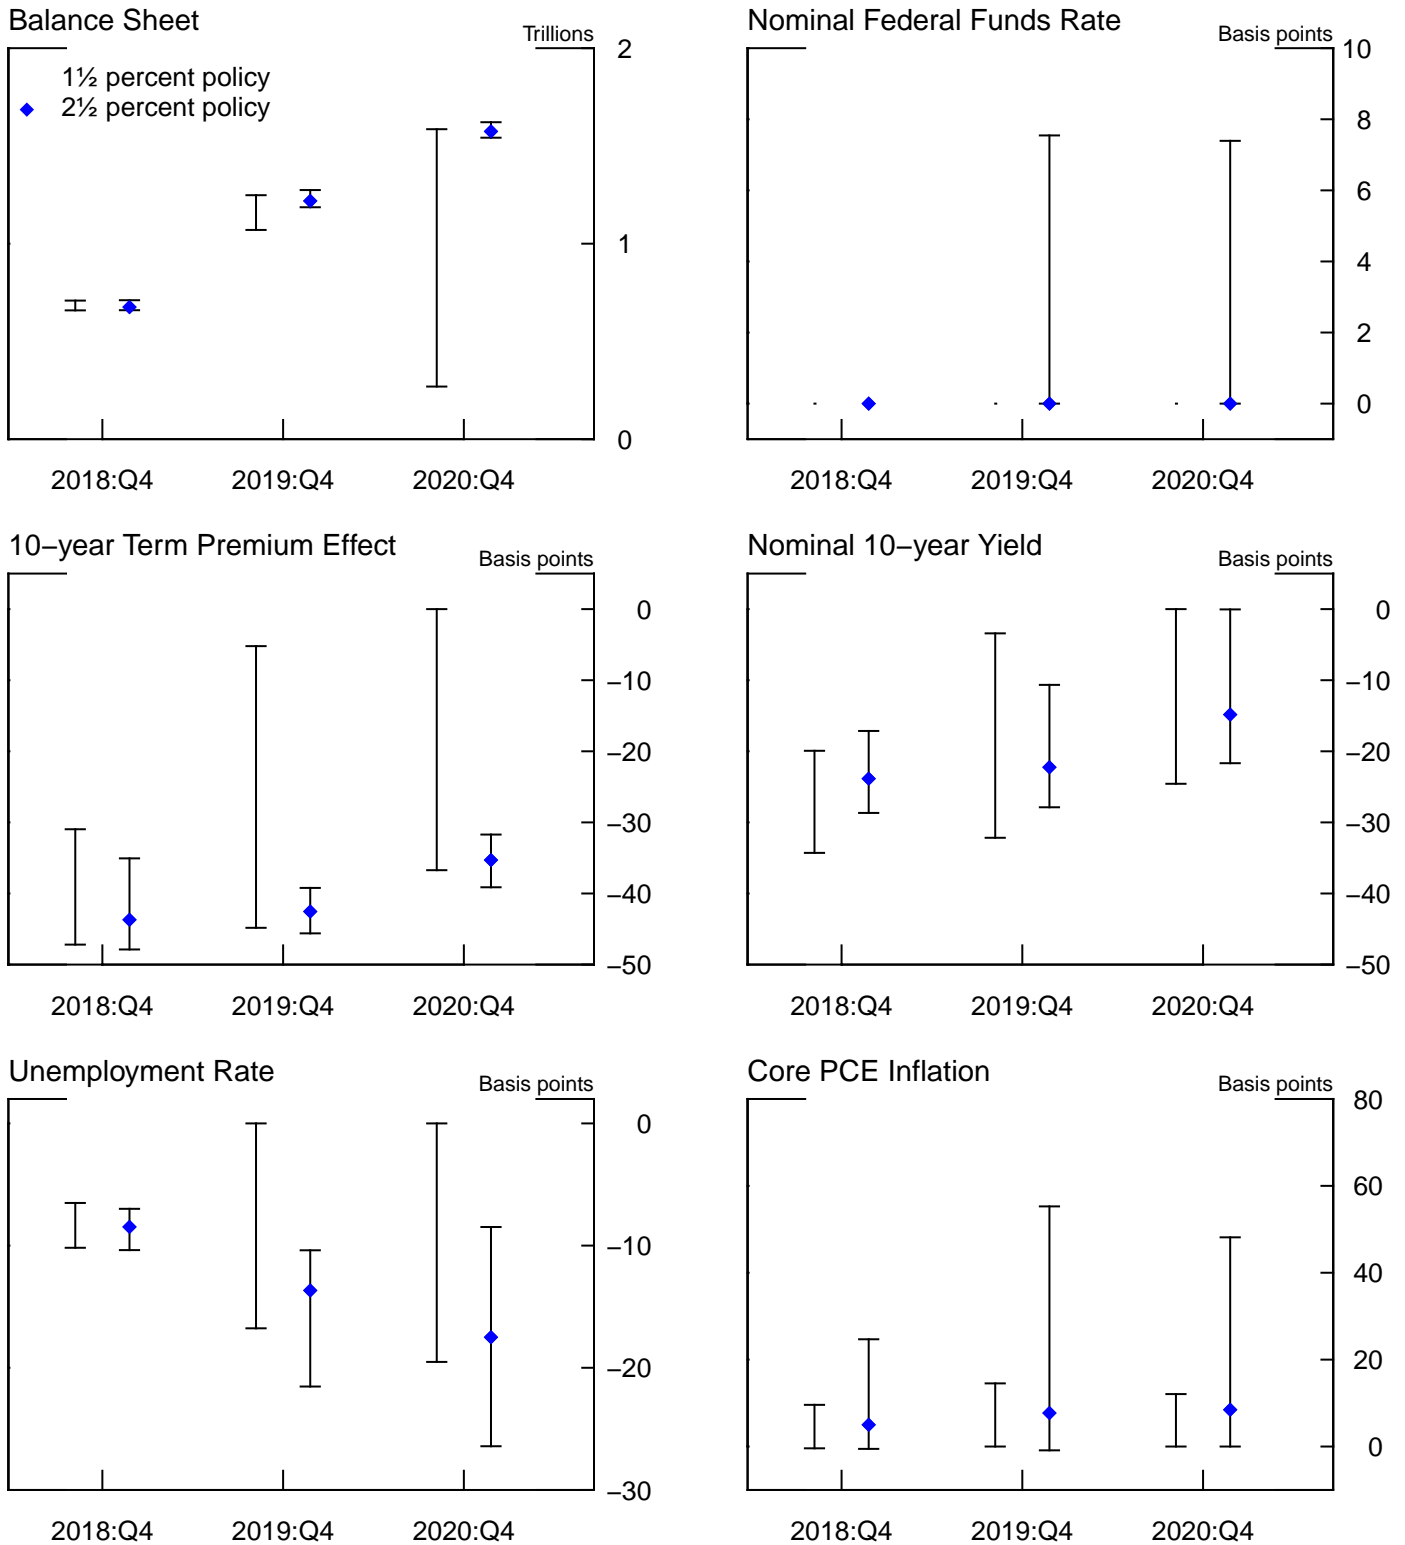 Balance Sheet
Trillions
1½ percent policy
2½ percent policy
2
1
0
2018:Q4 2019:Q4 2020:Q4
Nominal Federal Funds Rate
Basis points
10
8
6
4
2
0
2018:Q4 2019:Q4 2020:Q4
10−year Term Premium Effect
Basis points
0
−10
−20
−30
−40
−50
2018:Q4 2019:Q4 2020:Q4
Nominal 10−year Yield
Basis points
0
−10
−20
−30
−40
−50
2018:Q4 2019:Q4 2020:Q4
Unemployment Rate
Basis points
0
−10
−20
−30
2018:Q4 2019:Q4 2020:Q4
Core PCE Inflation
Basis points
80
60
40
20
0
2018:Q4 2019:Q4 2020:Q4